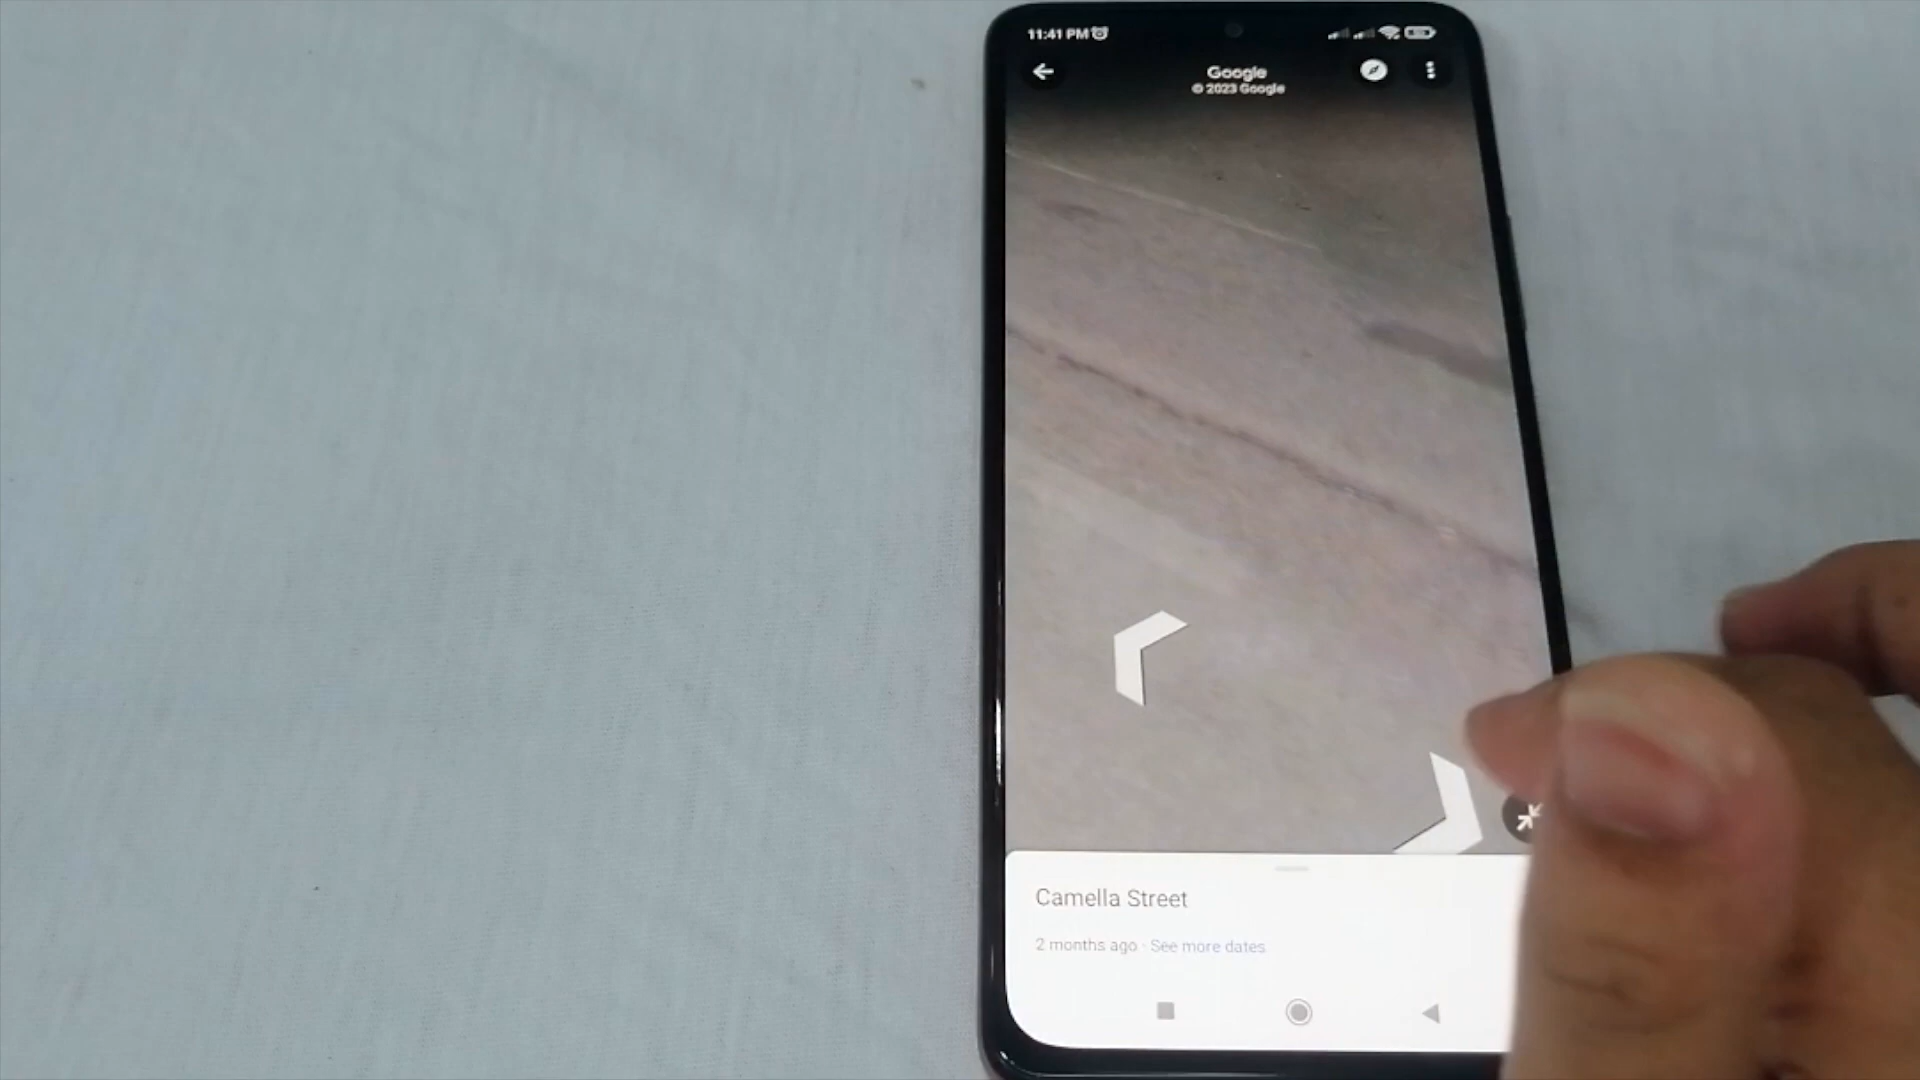 11:41 PM
Google
© 2023 Google
Camella Street
2 months ago · See more dates